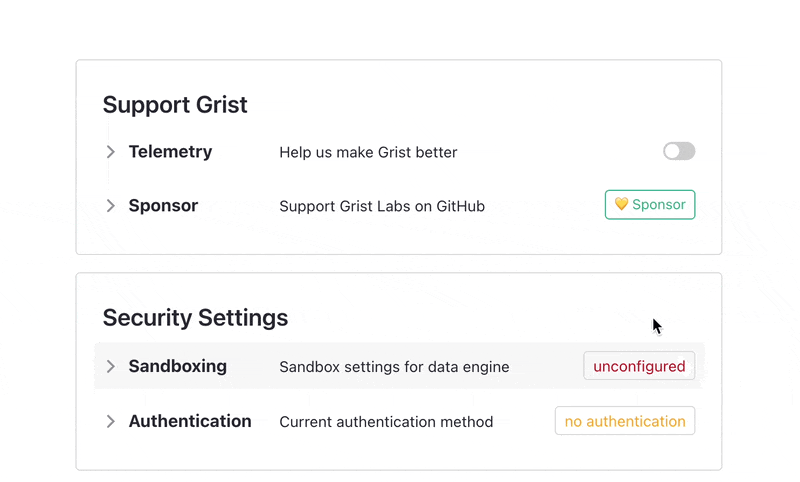 Support Grist
Telemetry Help us make Grist better
Sponsor Support Grist Labs on GitHub 💛 Sponsor
Security Settings
Sandboxing Sandbox settings for data engine unconfigured
Authentication Current authentication method no authentication